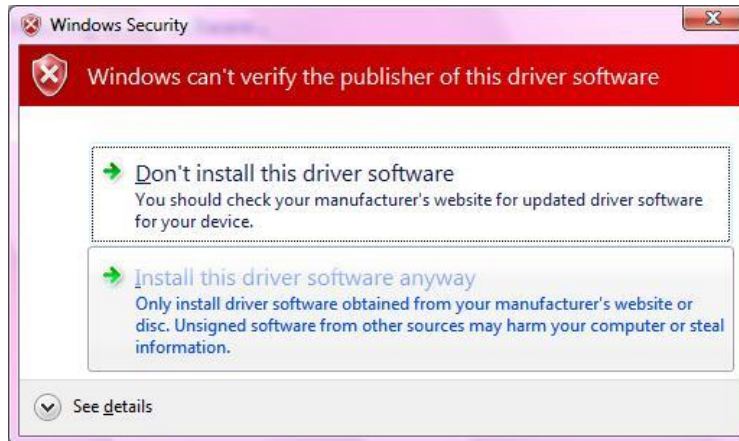 Windows Security
Windows can't verify the publisher of this driver software
Don't install this driver software
You should check your manufacturer's website for updated driver software
for your device.
Install this driver software anyway
Only install driver software obtained from your manufacturer's website or
disc. Unsigned software from other sources may harm your computer or steal
information.
See details